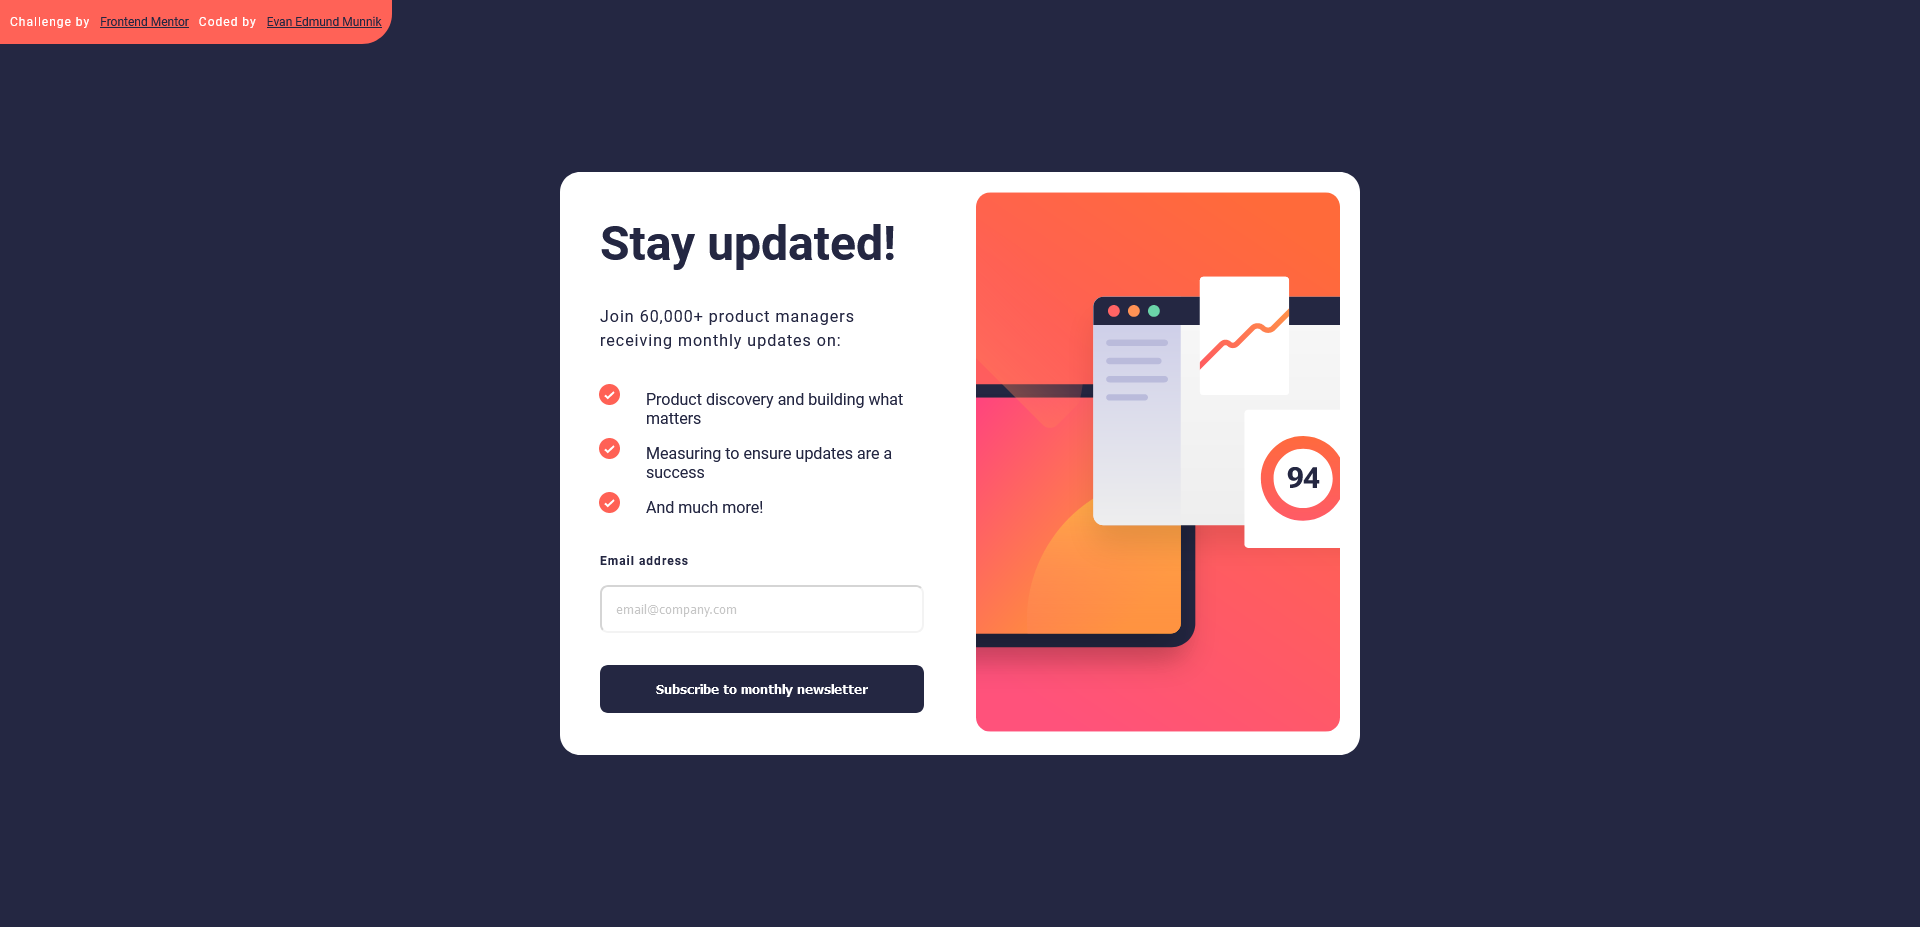 Challenge by Frontend Mentor Coded by Evan Edmund Munnik
Stay updated!
Join 60,000+ product managers
receiving monthly updates on:
Product discovery and building what
matters
Measuring to ensure updates are a
success
And much more!
Email address
email@company.com
Subscribe to monthly newsletter
94